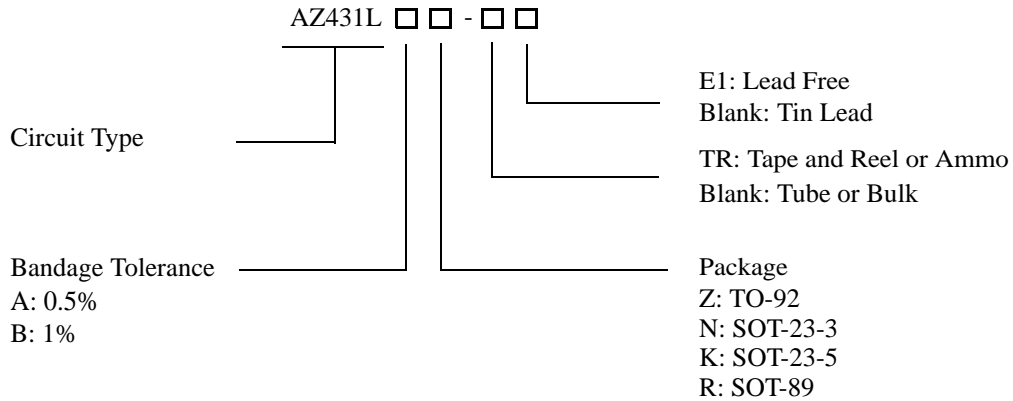 AZ431L □ □ - □ □
E1: Lead Free
Blank: Tin Lead
Circuit Type
TR: Tape and Reel or Ammo
Blank: Tube or Bulk
Bandage Tolerance
A: 0.5%
B: 1%
Package
Z: TO-92
N: SOT-23-3
K: SOT-23-5
R: SOT-89